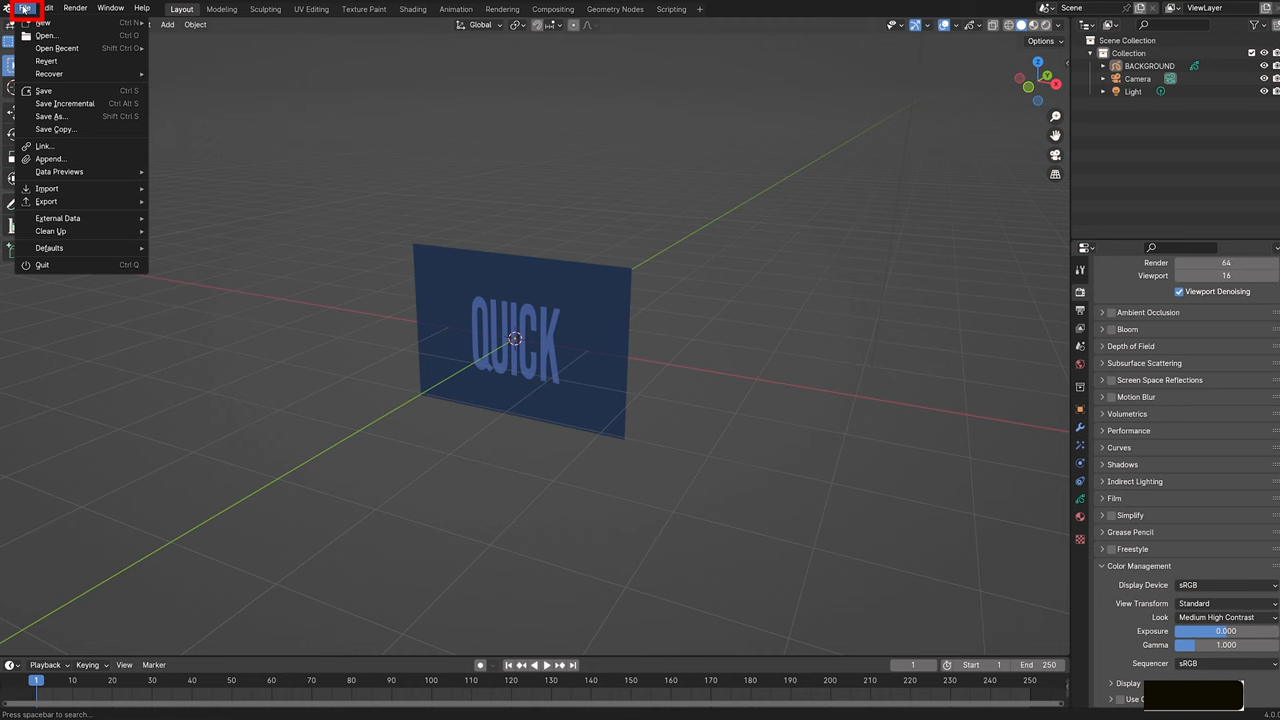 File Edit Render Window Help Layout Modeling Sculpting UV Editing Texture Paint Shading Animation Rendering Compositing Geometry Nodes Scripting + Scene ViewLayer
New Ctrl N
Open... Ctrl O
Open Recent Shift Ctrl O
Revert
Recover
Save Ctrl S
Save Incremental Ctrl Alt S
Save As... Shift Ctrl S
Save Copy...
Link...
Append...
Data Previews
Import
Export
External Data
Clean Up
Defaults
Quit Ctrl Q
Add Object Global
Options
Z
Y
X
QUICK
Scene Collection
Collection
BACKGROUND
Camera
Light
Render 64
Viewport 16
Viewport Denoising
Ambient Occlusion
Bloom
Depth of Field
Subsurface Scattering
Screen Space Reflections
Motion Blur
Volumetrics
Performance
Curves
Shadows
Indirect Lighting
Film
Simplify
Grease Pencil
Freestyle
Color Management
Display Device sRGB
View Transform Standard
Look Medium High Contrast
Exposure 0.000
Gamma 1.000
Sequencer sRGB
Display
Use
Playback Keying View Marker 1 Start 1 End 250
1 10 20 30 40 50 60 70 80 90 100 110 120 130 140 150 160 170 180 190 200 210 220 230 240 250
Press spacebar to search... 4.0.